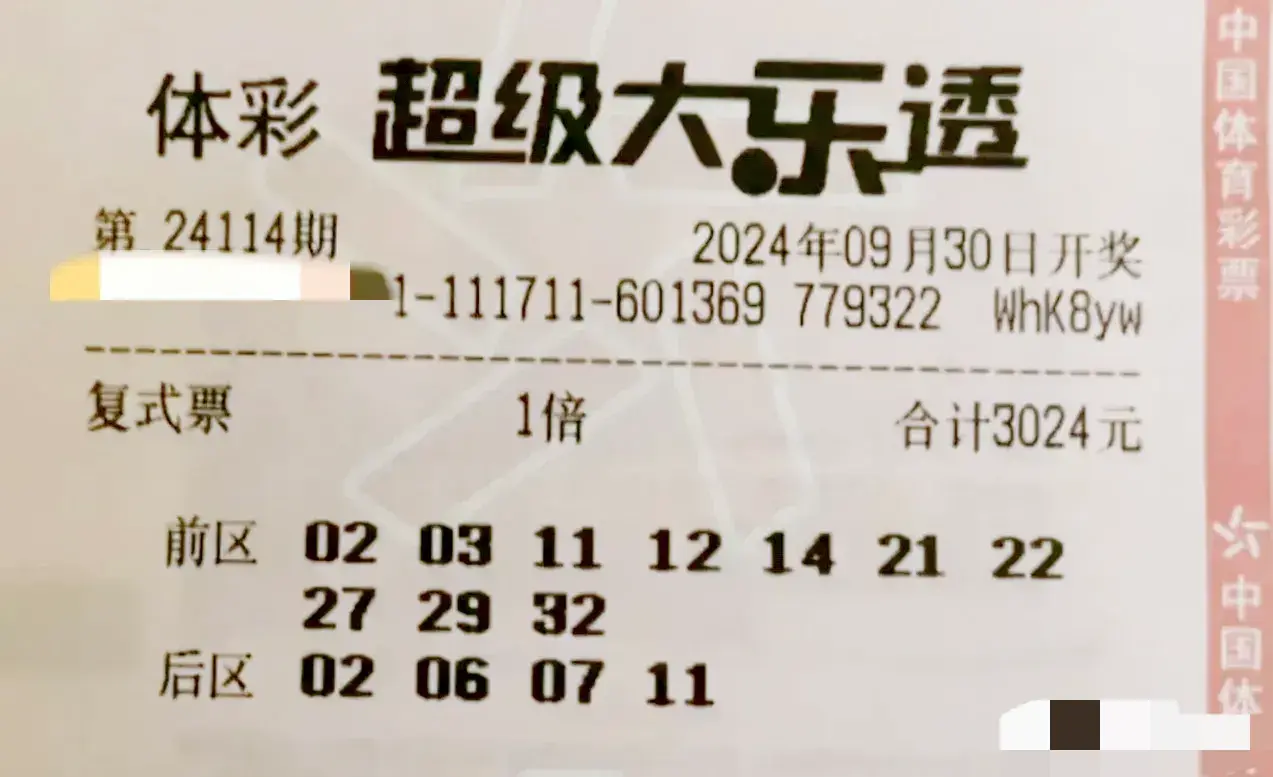 体彩 超级大乐透
第 24114期 2024年09月30日开奖
1-111711-601369 779322 WhK8yw
复式票 1倍 合计3024元
前区 02 03 11 12 14 21 22
27 29 32
后区 02 06 07 11
中国体育彩票
中国体